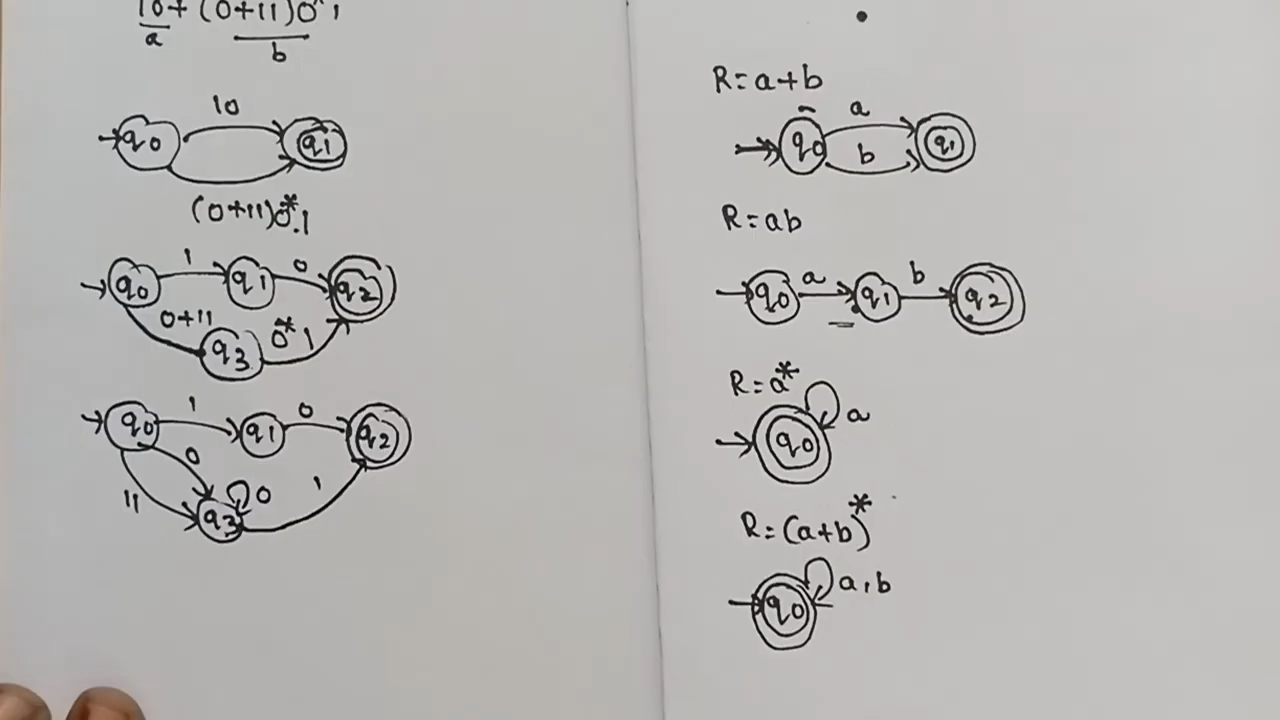 10+(0+11)0*1
a
b
10
q0
q1
(0+11)0*.1
1
0
q0
q1
q2
0+11
0*1
q3
1
0
q0
q1
q2
0
11
0
1
q3
R=a+b
a
q0
q1
b
R=ab
a
b
q0
q1
q2
R=a*
a
q0
R=(a+b)*
a,b
q0